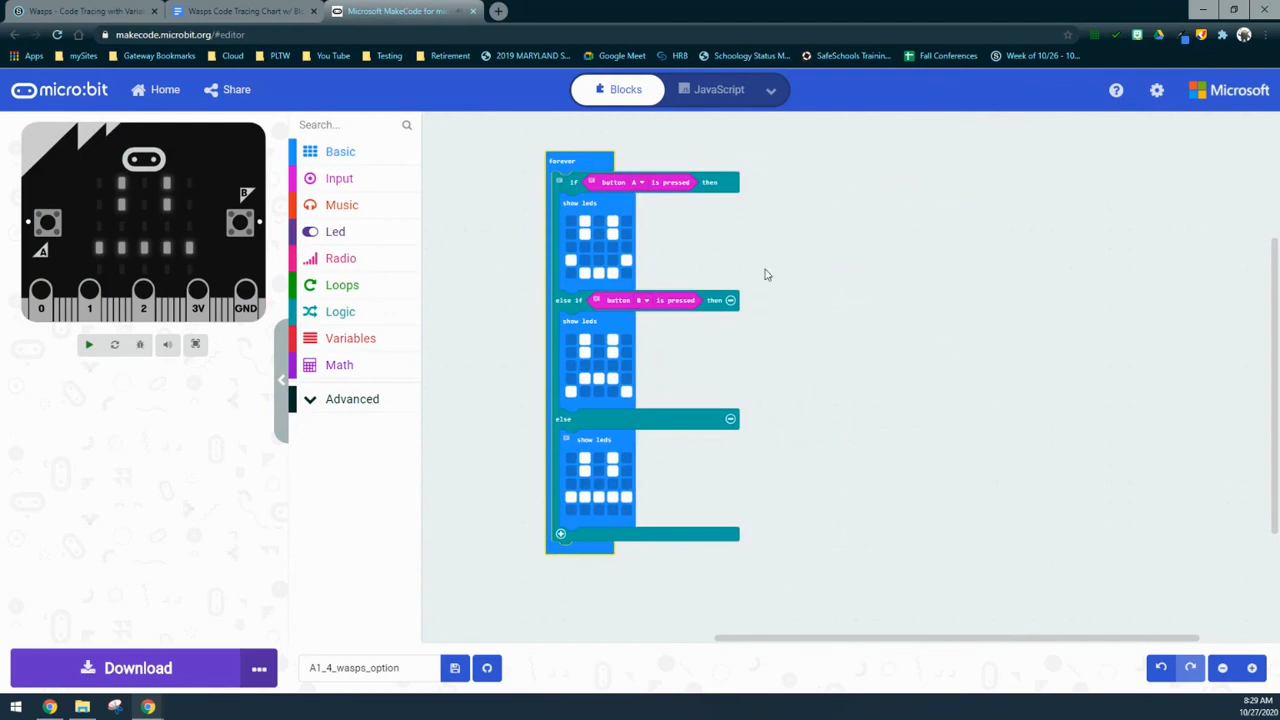 Wasps - Code Tracing with Varia
Wasps Code Tracing Chart w/ Blo
Microsoft MakeCode for micr
makecode.microbit.org/#editor
Apps mySites Gateway Bookmarks Cloud PLTW You Tube Testing Retirement 2019 MARYLAND S... Google Meet HRB Schoology Status M... SafeSchools Trainin... Fall Conferences Week of 10/26 - 10...
micro:bit Home Share Blocks JavaScript Microsoft
Search...
Basic
Input
Music
Led
Radio
Loops
Logic
Variables
Math
Advanced
A
B
0 1 2 3V GND
forever
if button A is pressed then
show leds
else if button B is pressed then
show leds
else
show leds
Download
A1_4_wasps_option
8:29 AM
10/27/2020